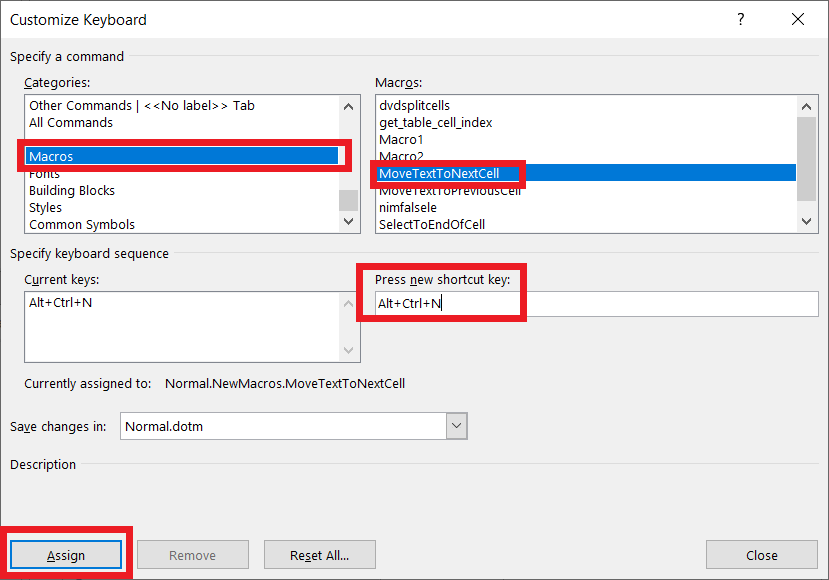 Customize Keyboard ?
Specify a command
Categories:
Other Commands | <<No label>> Tab
All Commands
Macros
Fonts
Building Blocks
Styles
Common Symbols
Macros:
dvdsplitcells
get_table_cell_index
Macro1
Macro2
MoveTextToNextCell
MoveTextToPreviousCell
nimfalsele
SelectToEndOfCell
Specify keyboard sequence
Current keys:
Alt+Ctrl+N
Press new shortcut key:
Alt+Ctrl+N
Currently assigned to: Normal.NewMacros.MoveTextToNextCell
Save changes in: Normal.dotm
Description
Assign Remove Reset All... Close